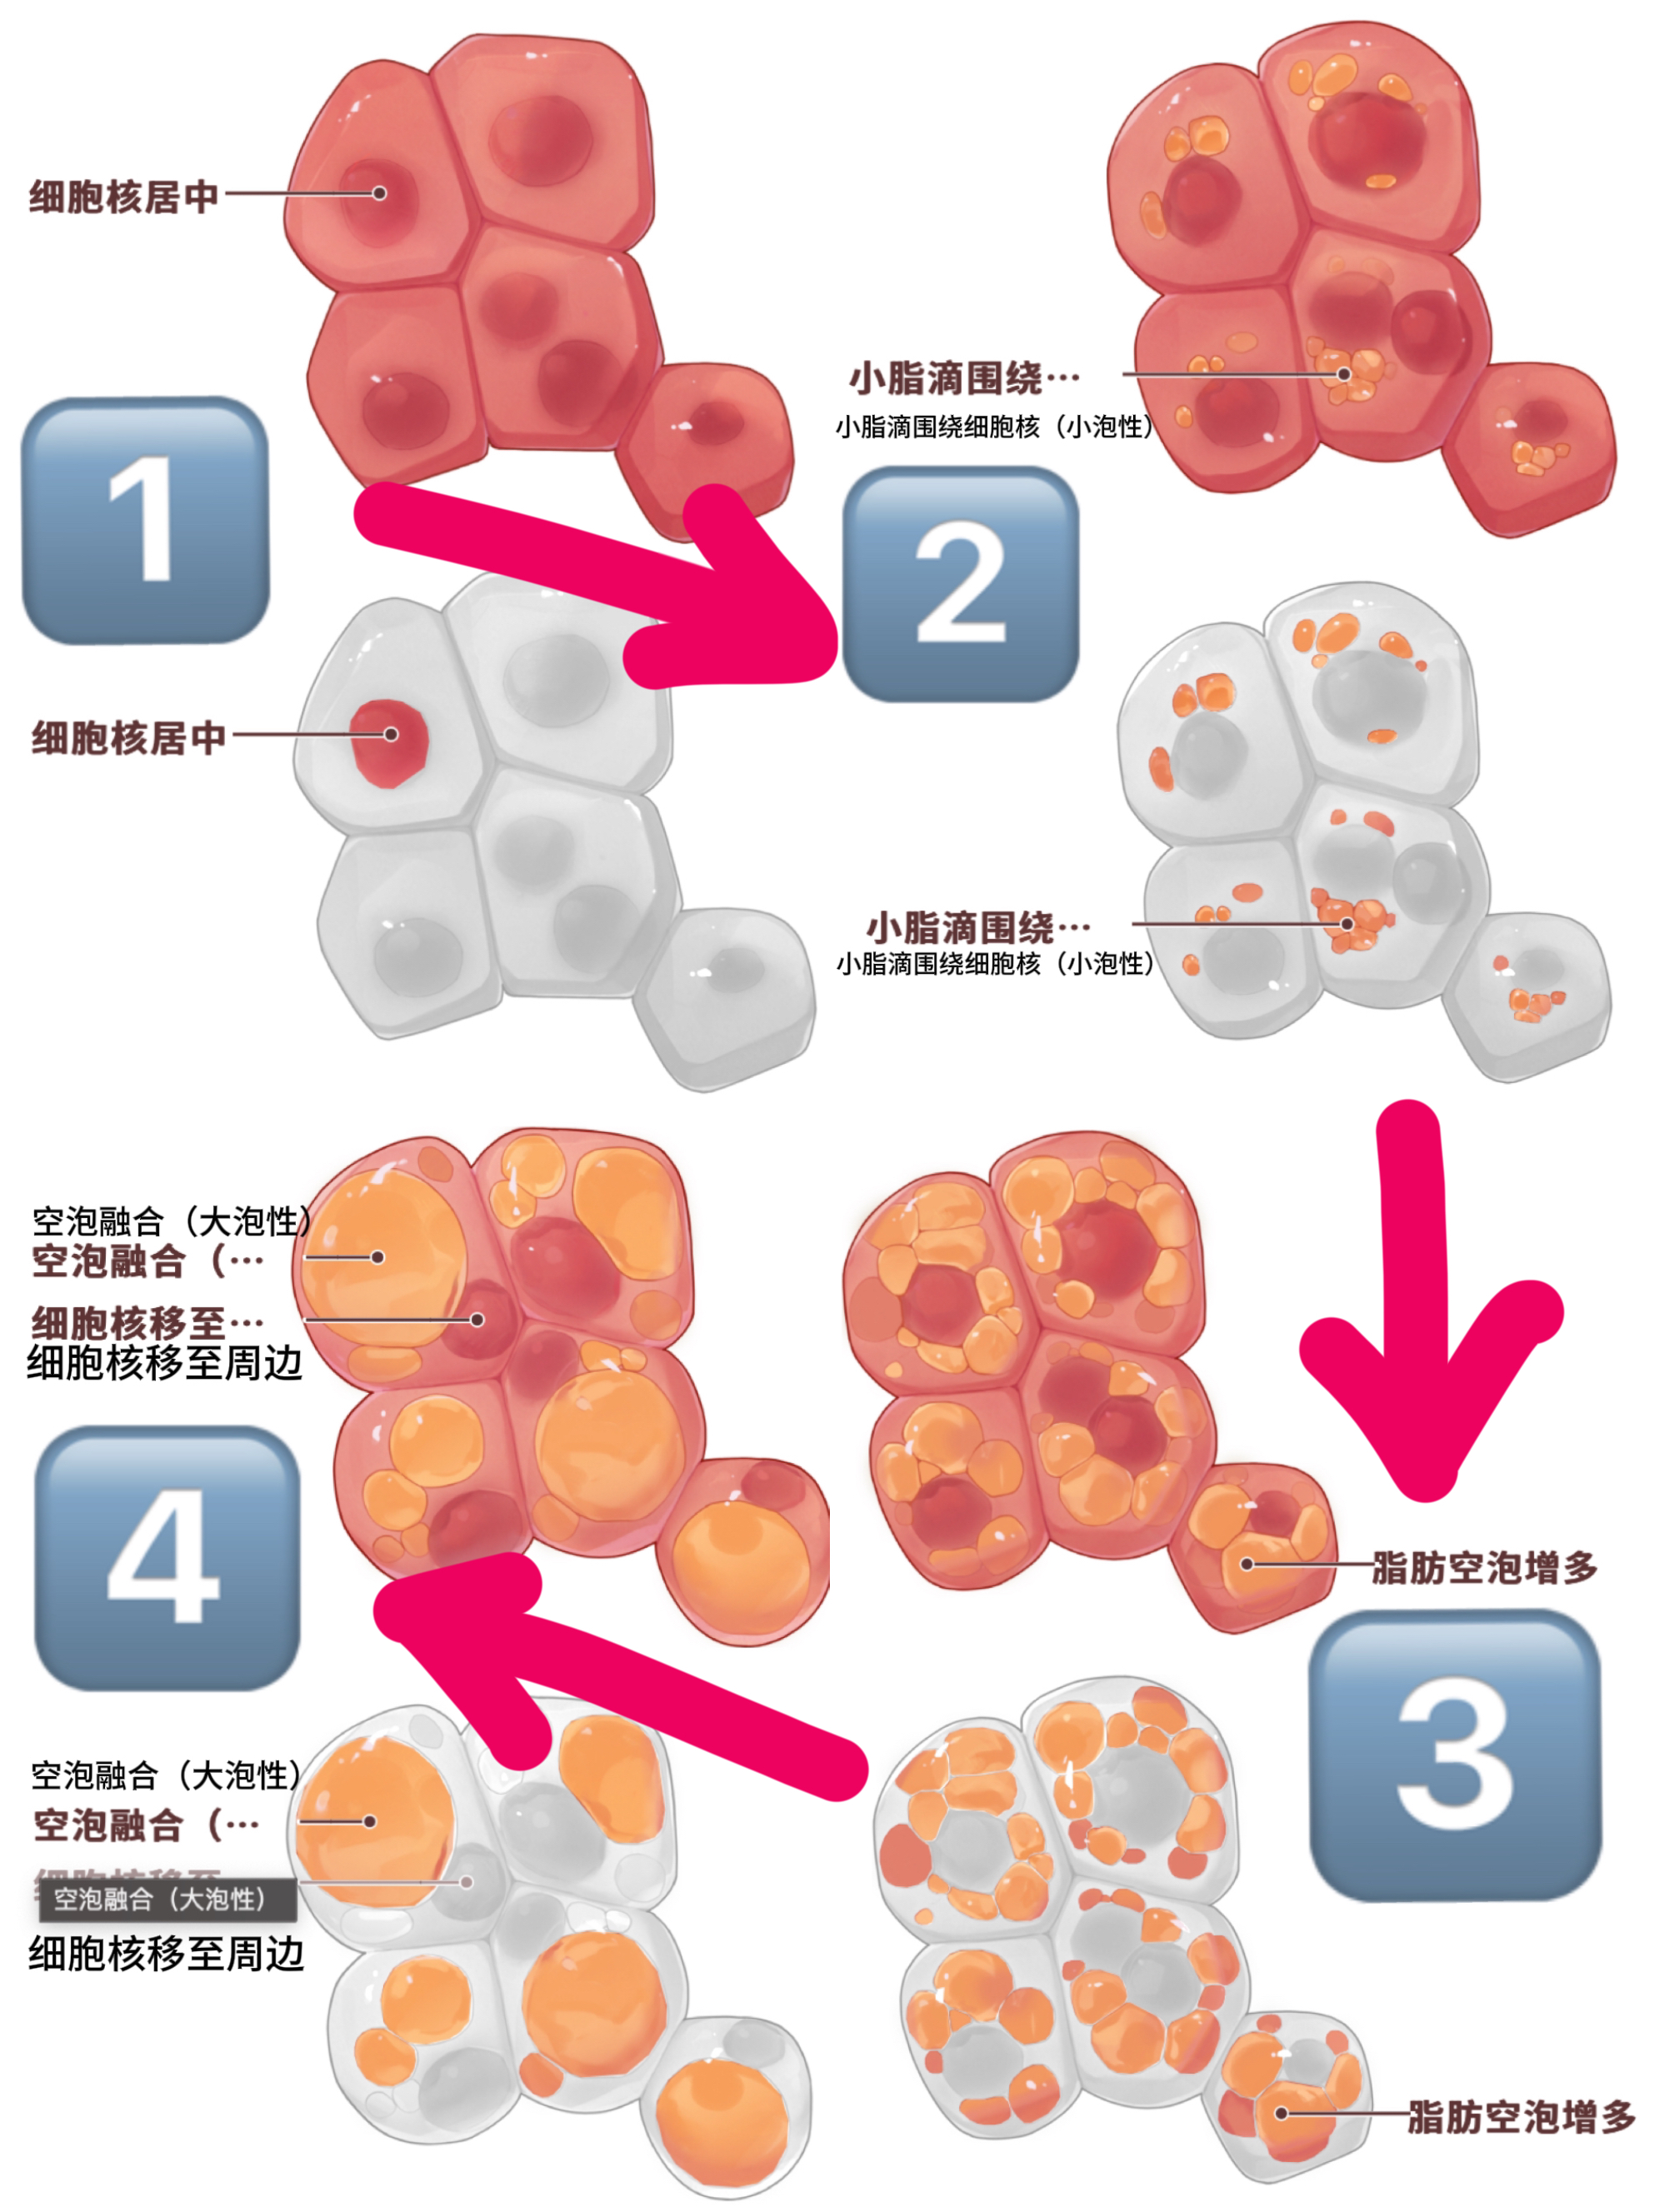 细胞核居中
1
细胞核居中
小脂滴围绕…
小脂滴围绕细胞核（小泡性）
2
小脂滴围绕…
小脂滴围绕细胞核（小泡性）
脂肪空泡增多
3
脂肪空泡增多
空泡融合（大泡性）
空泡融合（…
细胞核移至…
细胞核移至周边
4
空泡融合（大泡性）
空泡融合（…
细胞核移至
空泡融合（大泡性）
细胞核移至周边